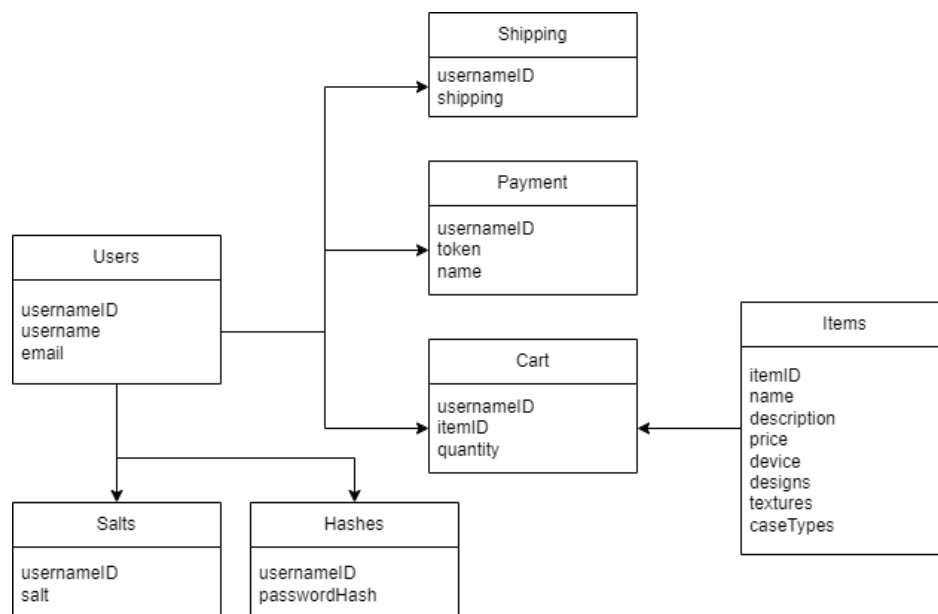 Shipping
usernameID
shipping
Payment
usernameID
token
name
Users
usernameID
username
email
Cart
usernameID
itemID
quantity
Items
itemID
name
description
price
device
designs
textures
caseTypes
Salts
usernameID
salt
Hashes
usernameID
passwordHash